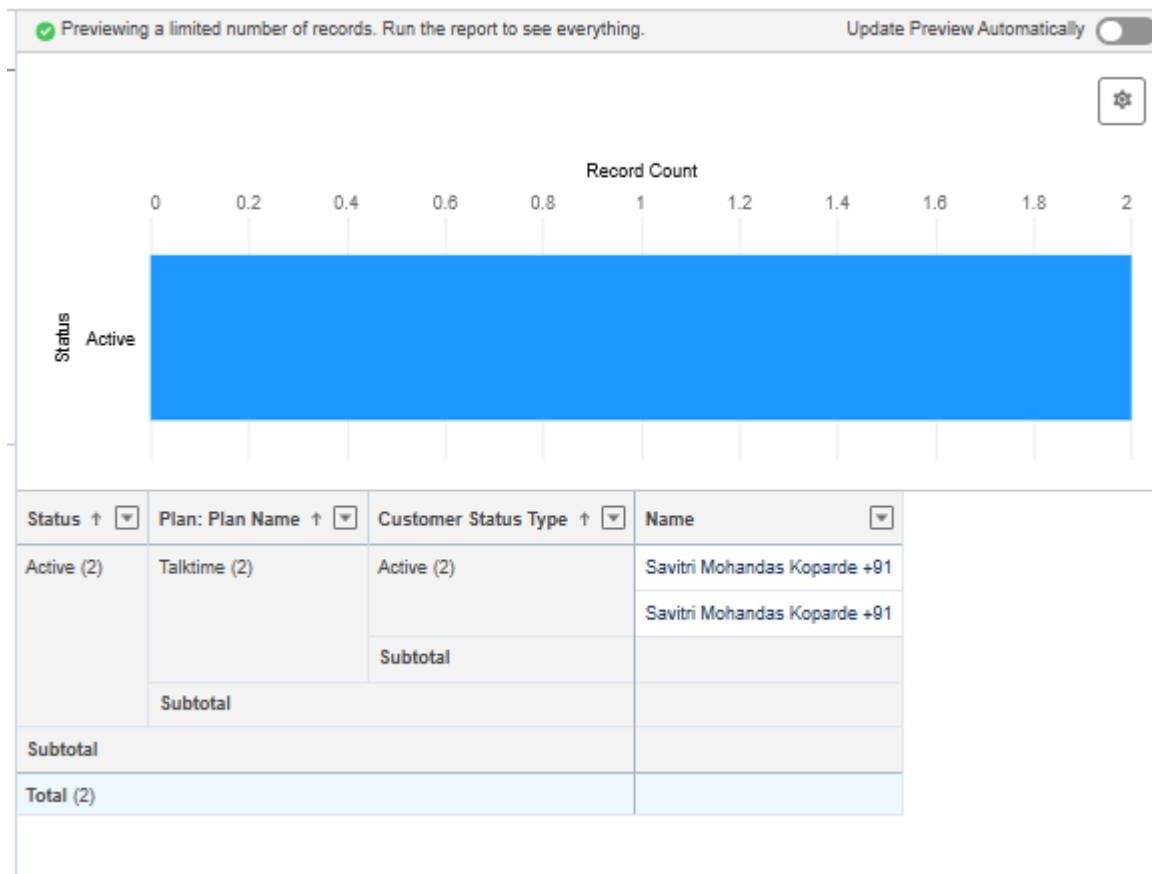 Previewing a limited number of records. Run the report to see everything. Update Preview Automatically
Record Count
0 0.2 0.4 0.6 0.8 1 1.2 1.4 1.6 1.8 2
Status
Active
Status ↑ Plan: Plan Name ↑ Customer Status Type ↑ Name
Active (2) Talktime (2) Active (2) Savitri Mohandas Koparde +91
Savitri Mohandas Koparde +91
Subtotal
Subtotal
Subtotal
Total (2)